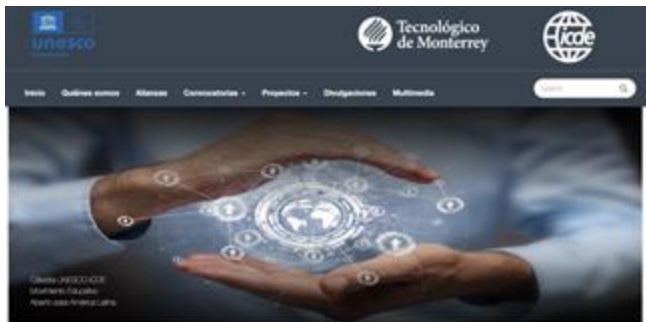 unesco
Tecnológico
de Monterrey
icde
Inicio Quiénes somos Alianzas Convocatorias Proyectos Divulgaciones Multimedia
Search
Cátedra UNESCO ICDE
Movimiento Educativo
Abierto para América Latina